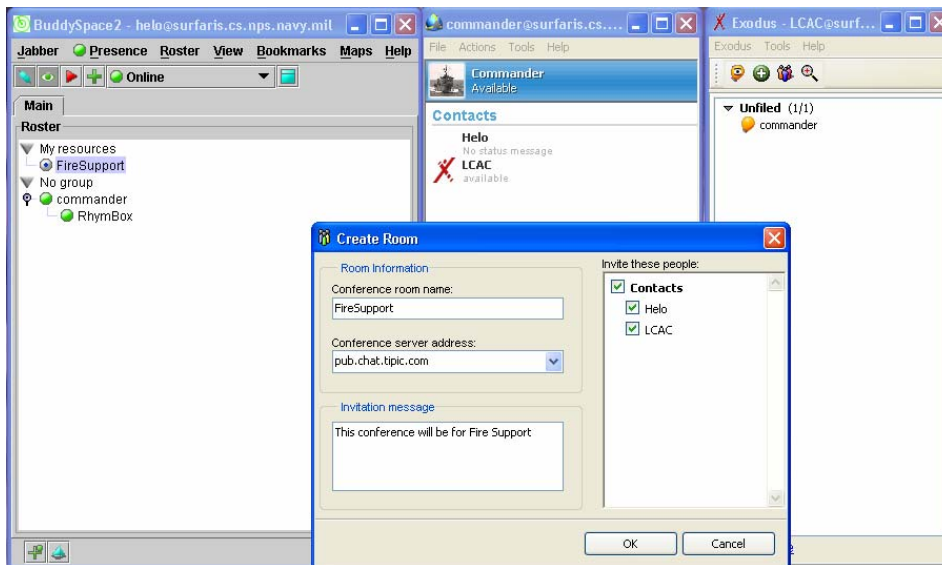 BuddySpace2 - helo@surfaris.cs.nps.navy.mil
Jabber Presence Roster View Bookmarks Maps Help
Online
Main
Roster
My resources
FireSupport
No group
commander
RhymBox
commander@surfaris.cs....
File Actions Tools Help
Commander
Available
Contacts
Helo
No status message
LCAC
available
Exodus - LCAC@surf...
Exodus Tools Help
Unfiled (1/1)
commander
Create Room
Room Information
Conference room name:
FireSupport
Conference server address:
pub.chat.tipic.com
Invitation message
This conference will be for Fire Support
Invite these people:
Contacts
Helo
LCAC
OK Cancel